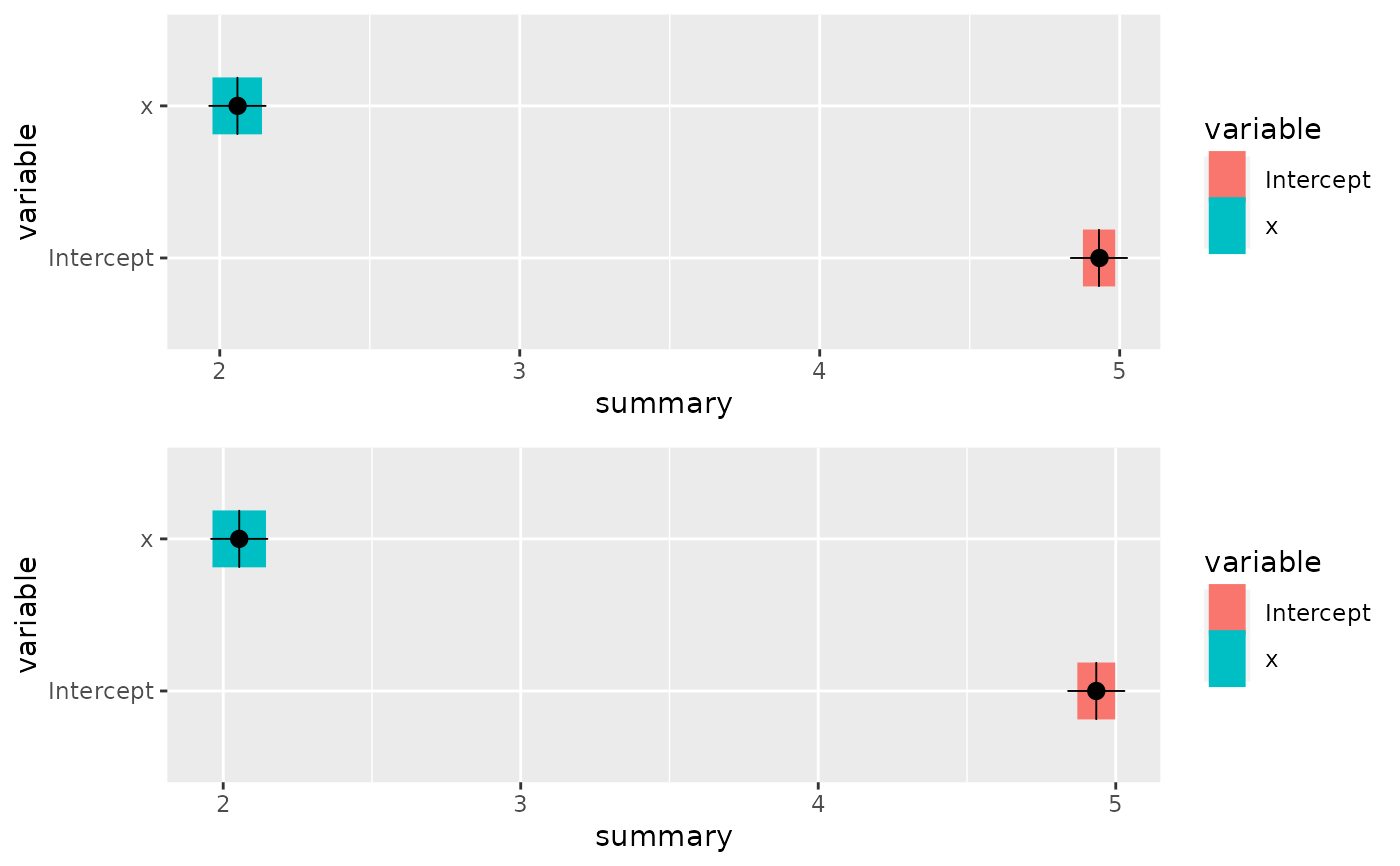 variable
x
Intercept
2 3 4 5
summary
variable
Intercept
x
variable
x
Intercept
2 3 4 5
summary
variable
Intercept
x